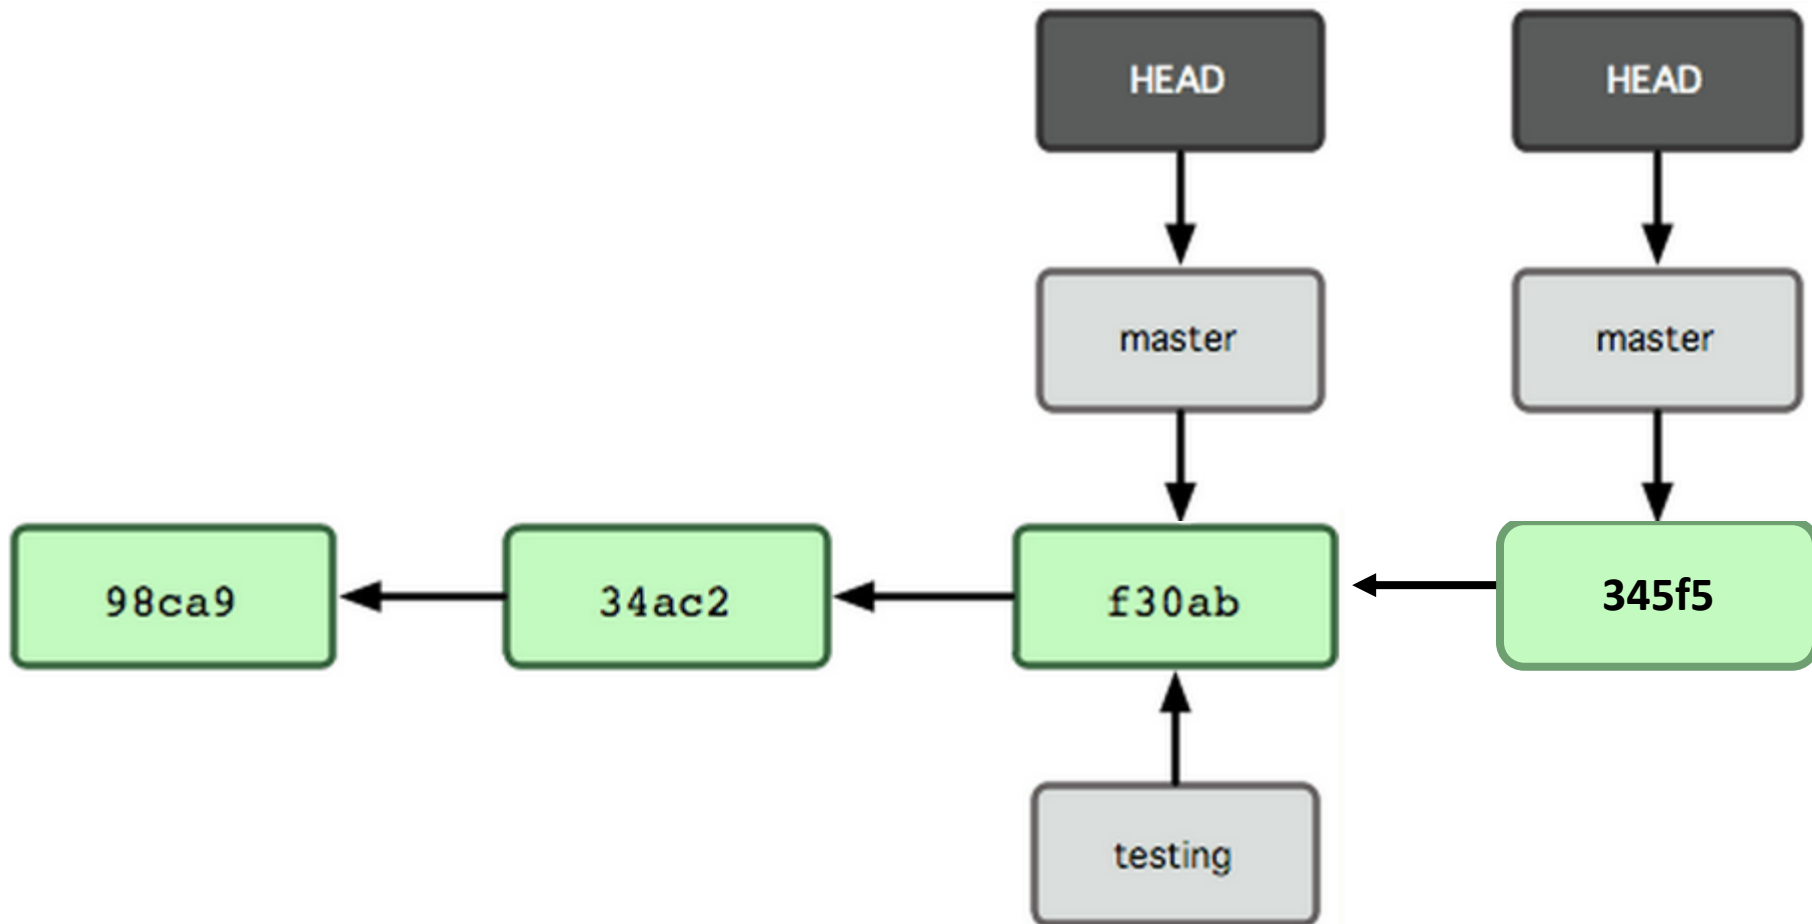 HEAD
HEAD
master
master
98ca9
34ac2
f30ab
345f5
testing